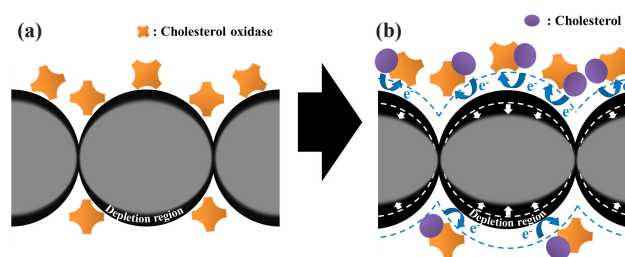 (a)
: Cholesterol oxidase
Depletion region
(b)
: Cholesterol
e-
e-
e-
e-
e-
Depletion region
e-
e-